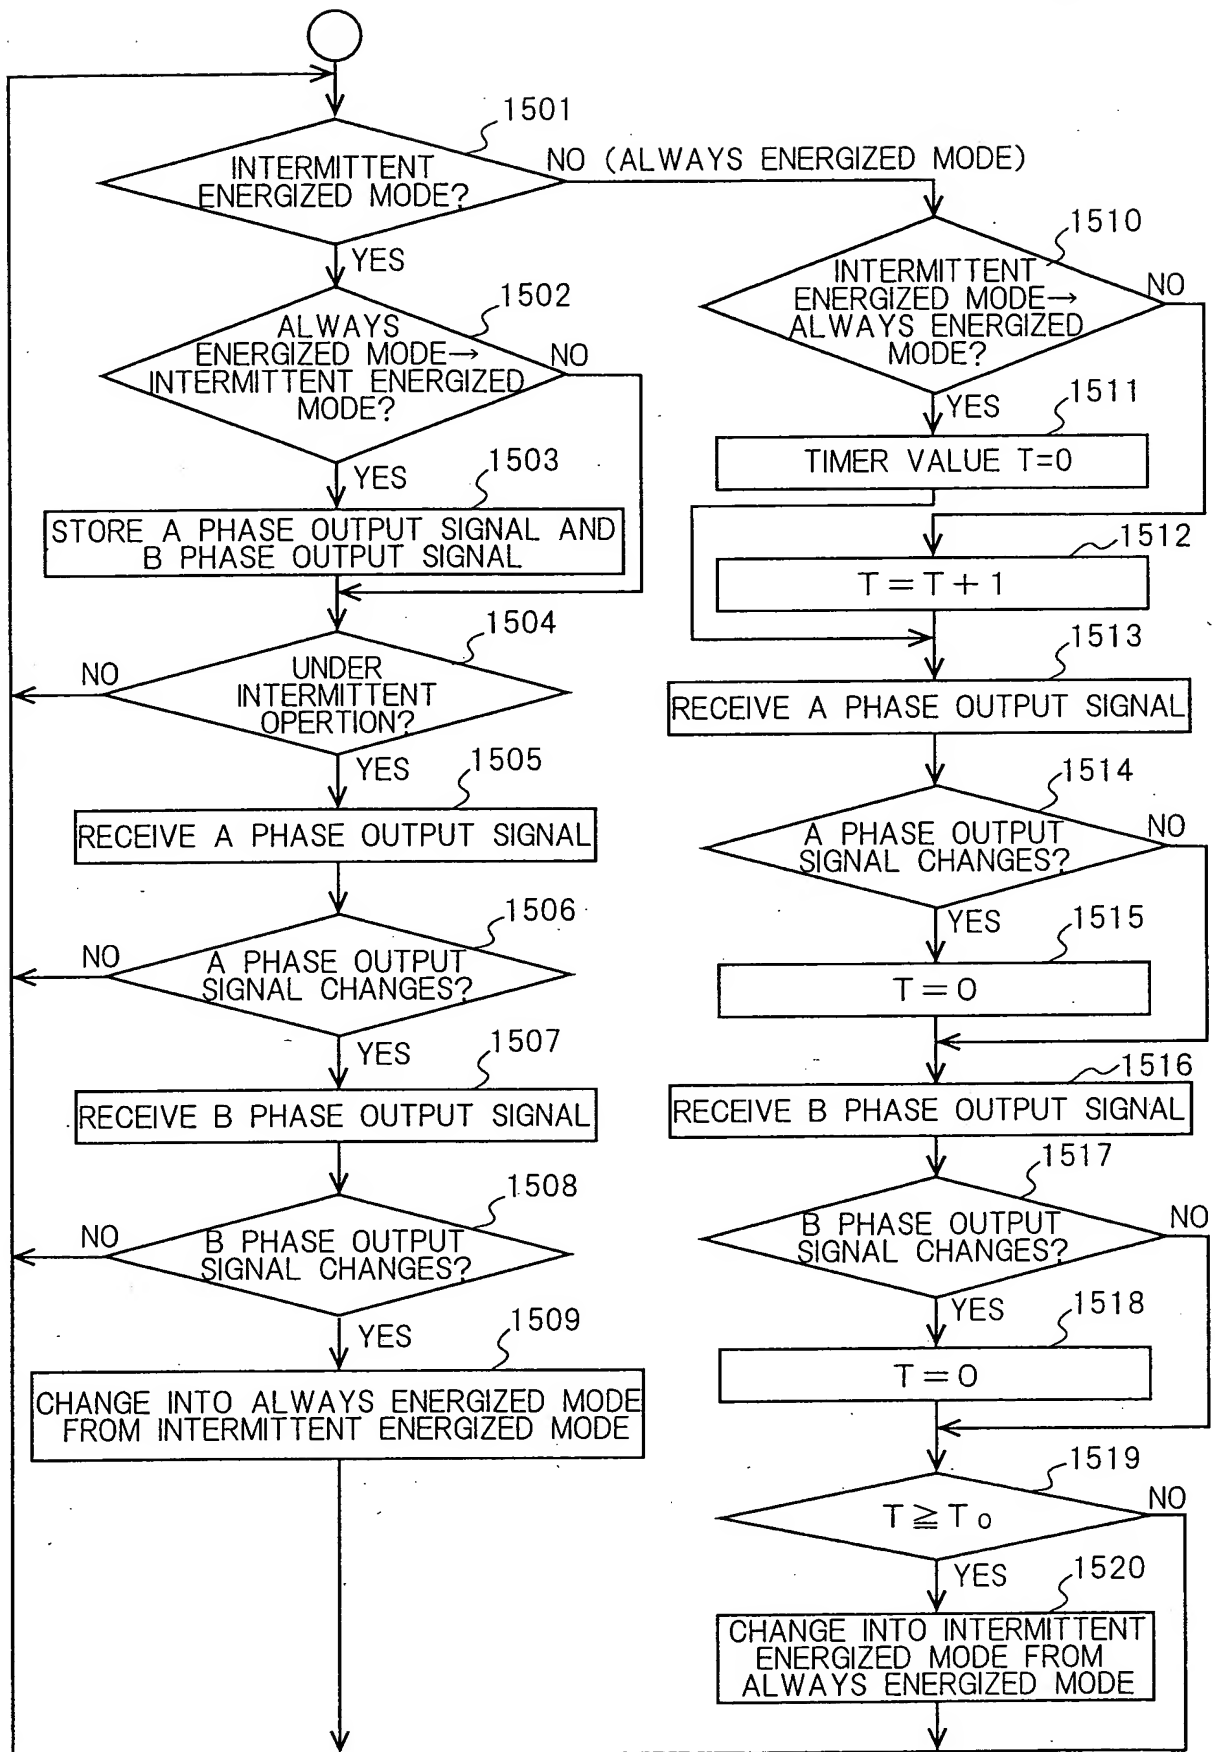 1501
INTERMITTENT
ENERGIZED MODE?
NO (ALWAYS ENERGIZED MODE)
YES
1502
ALWAYS
ENERGIZED MODE→
INTERMITTENT ENERGIZED
MODE?
NO
YES
1503
STORE A PHASE OUTPUT SIGNAL AND
B PHASE OUTPUT SIGNAL
1504
UNDER
INTERMITTENT
OPERTION?
NO
YES
1505
RECEIVE A PHASE OUTPUT SIGNAL
1506
A PHASE OUTPUT
SIGNAL CHANGES?
NO
YES
1507
RECEIVE B PHASE OUTPUT SIGNAL
1508
B PHASE OUTPUT
SIGNAL CHANGES?
NO
YES
1509
CHANGE INTO ALWAYS ENERGIZED MODE
FROM INTERMITTENT ENERGIZED MODE
1510
INTERMITTENT
ENERGIZED MODE→
ALWAYS ENERGIZED
MODE?
NO
YES
1511
TIMER VALUE T=0
1512
T=T+1
1513
RECEIVE A PHASE OUTPUT SIGNAL
1514
A PHASE OUTPUT
SIGNAL CHANGES?
NO
YES
1515
T=0
1516
RECEIVE B PHASE OUTPUT SIGNAL
1517
B PHASE OUTPUT
SIGNAL CHANGES?
NO
YES
1518
T=0
1519
T≧T0
NO
YES
1520
CHANGE INTO INTERMITTENT
ENERGIZED MODE FROM
ALWAYS ENERGIZED MODE